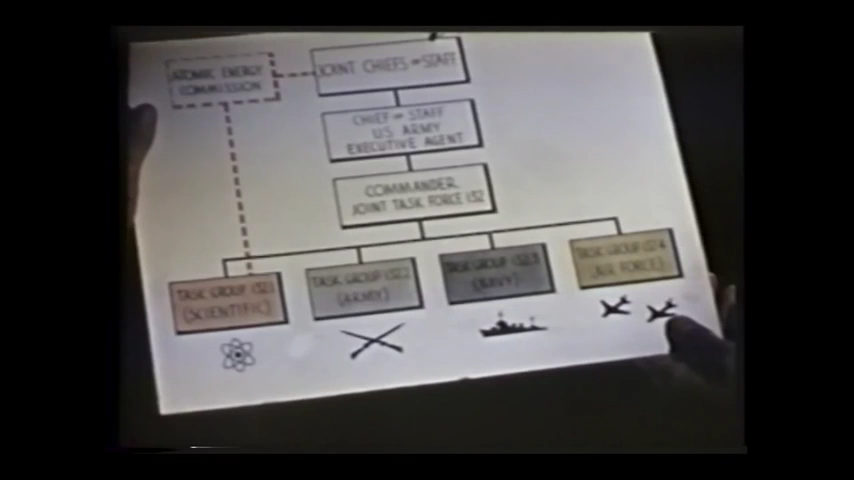 ATOMIC ENERGY
COMMISSION
JOINT CHIEFS OF STAFF
CHIEF OF STAFF
U.S. ARMY
EXECUTIVE AGENT
COMMANDER,
JOINT TASK FORCE 132
TASK GROUP 132.1
(SCIENTIFIC)
TASK GROUP 132.2
(ARMY)
TASK GROUP 132.3
(NAVY)
TASK GROUP 132.4
(AIR FORCE)